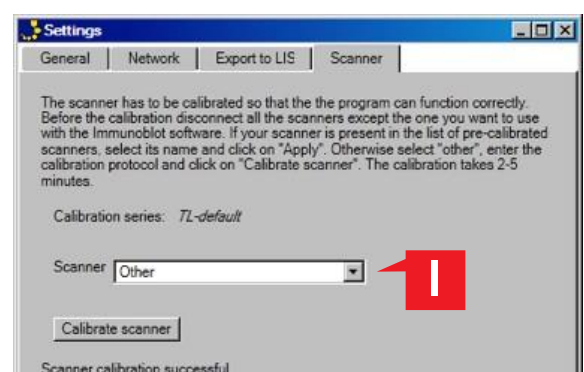 Settings
General Network Export to LIS Scanner
The scanner has to be calibrated so that the the program can function correctly.
Before the calibration disconnect all the scanners except the one you want to use
with the Immunoblot software. If your scanner is present in the list of pre-calibrated
scanners, select its name and click on "Apply". Otherwise select "other", enter the
calibration protocol and click on "Calibrate scanner". The calibration takes 2-5
minutes.
Calibration series: TL-default
Scanner Other
I
Calibrate scanner
Scanner calibration successful